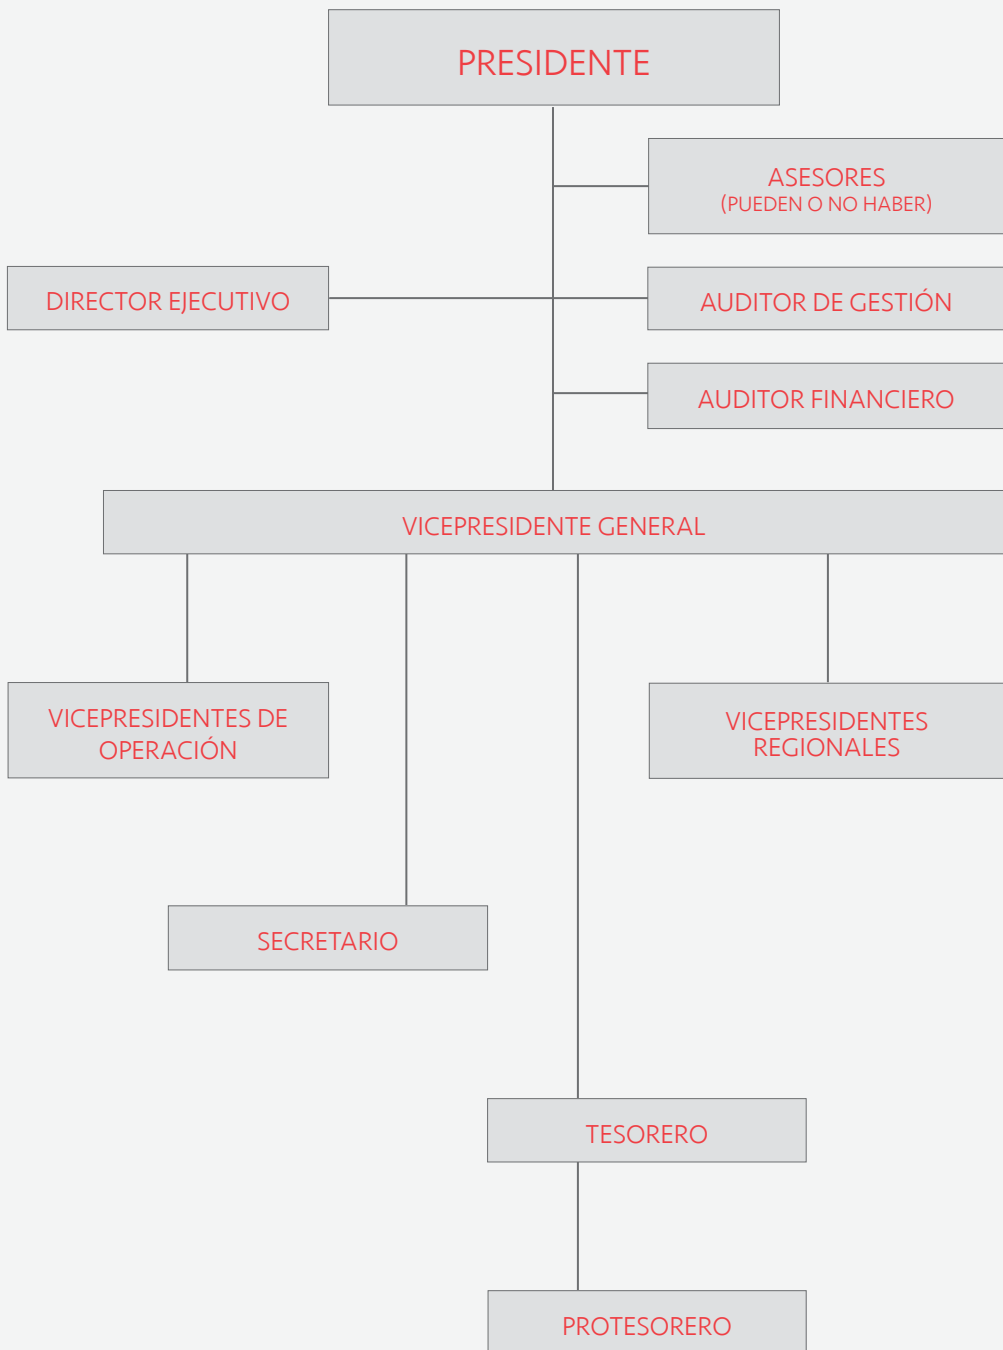 PRESIDENTE
ASESORES
(PUEDEN O NO HABER)
DIRECTOR EJECUTIVO
AUDITOR DE GESTIÓN
AUDITOR FINANCIERO
VICEPRESIDENTE GENERAL
VICEPRESIDENTES DE
OPERACIÓN
VICEPRESIDENTES
REGIONALES
SECRETARIO
TESORERO
PROTESORERO